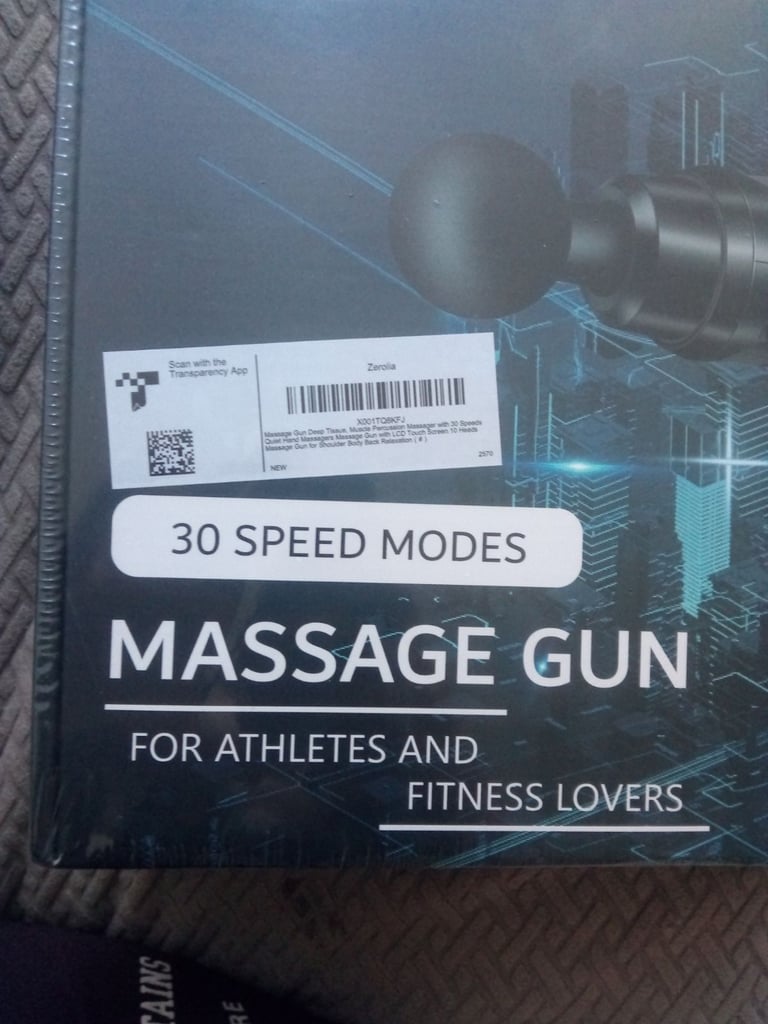 Scan with the
Transparency App
Zerolia
X001TQ8KFJ
Massage Gun Deep Tissue, Muscle Percussion Massager with 30 Speeds
Quiet Hand Massagers Massage Gun with LCD Touch Screen 10 Heads
Massage Gun for Shoulder Body Back Relaxation ( # )
NEW
2570
30 SPEED MODES
MASSAGE GUN
FOR ATHLETES AND
FITNESS LOVERS
TAINS
RE